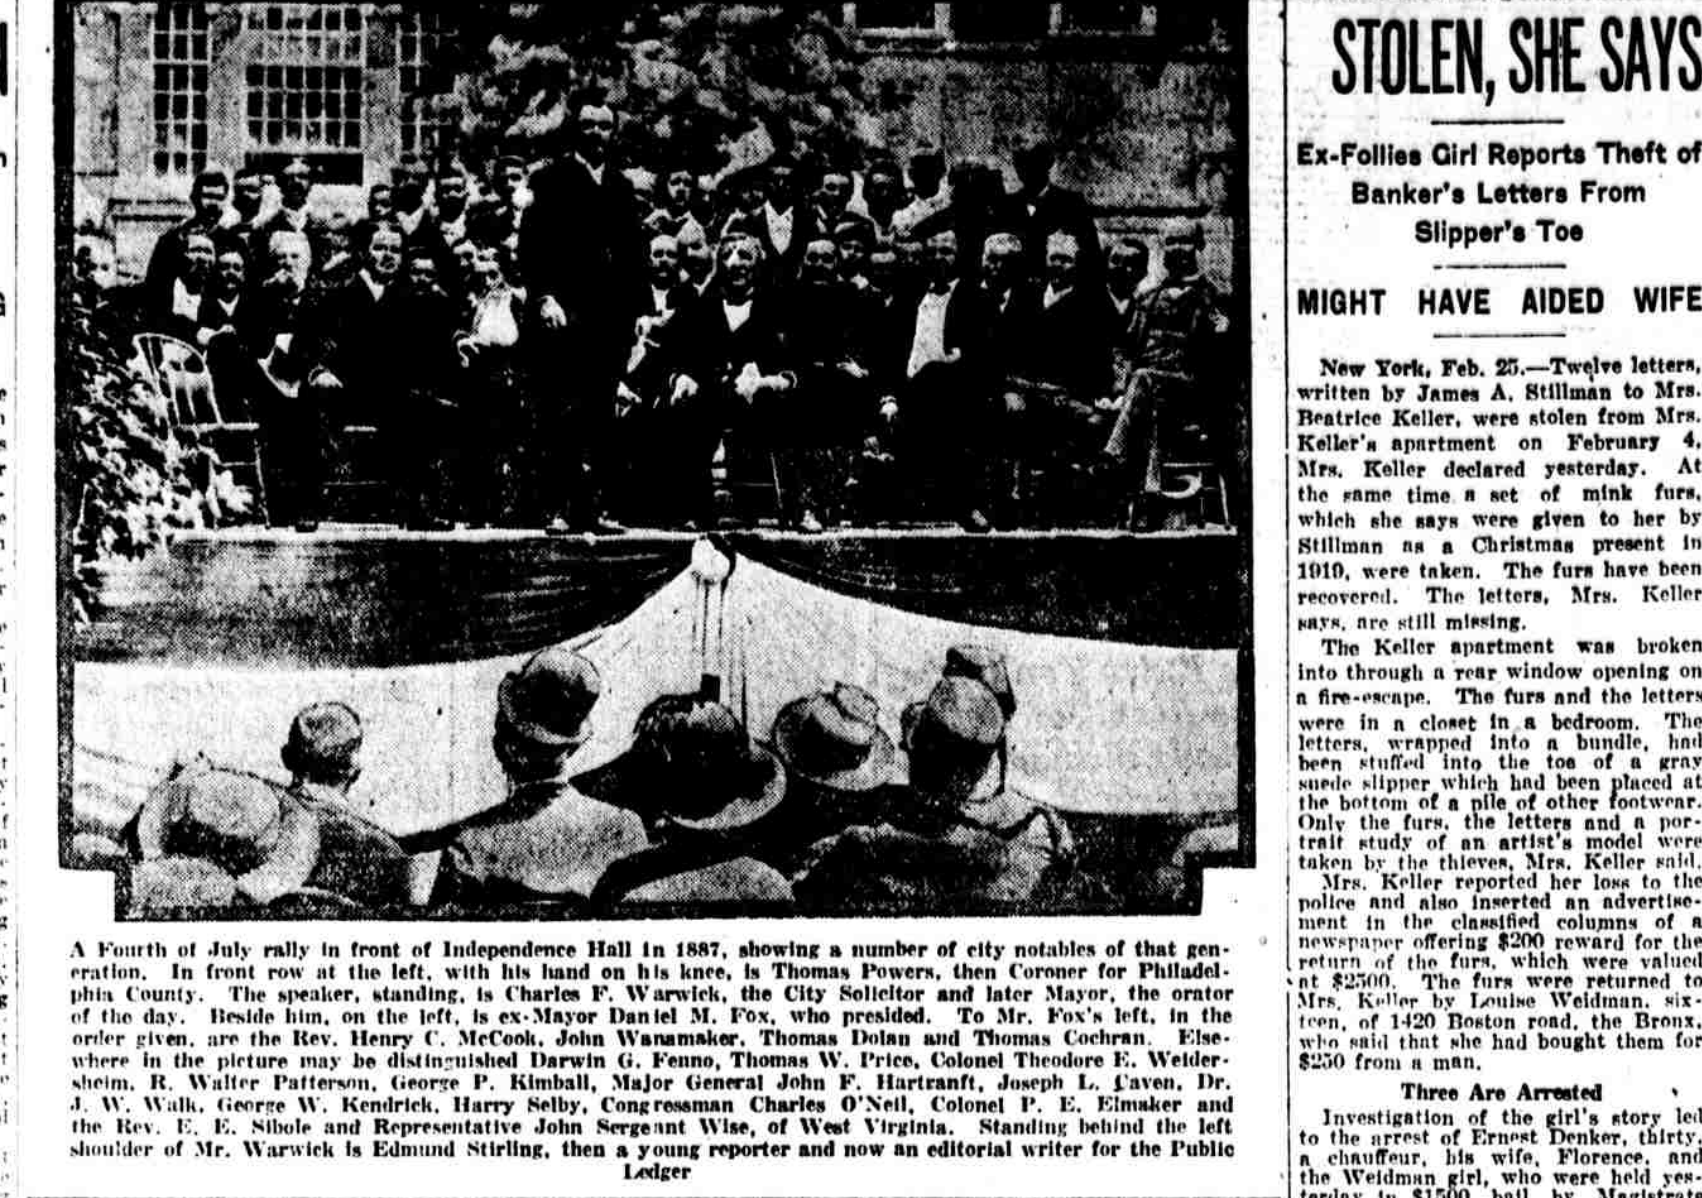 A Fourth of July rally in front of Independence Hall in 1887, showing a number of city notables of that gen-
eration. In front row at the left, with his hand on his knee, is Thomas Powers, then Coroner for Philadel-
phia County. The speaker, standing, is Charles F. Warwick, the City Solicitor and later Mayor, the orator
of the day. Beside him, on the left, is ex-Mayor Daniel M. Fox, who presided. To Mr. Fox's left, in the
order given, are the Rev. Henry C. McCook, John Wanamaker, Thomas Dolan and Thomas Cochran. Else-
where in the picture may be distinguished Darwin G. Fenno, Thomas W. Price, Colonel Theodore E. Weider-
sheim, R. Walter Patterson, George P. Kimball, Major General John F. Hartranft, Joseph L. Caven, Dr.
J. W. Walk, George W. Kendrick, Harry Selby, Congressman Charles O'Neil, Colonel P. E. Elmaker and
the Rev. E. E. Sibole and Representative John Sergeant Wise, of West Virginia. Standing behind the left
shoulder of Mr. Warwick is Edmund Stirling, then a young reporter and now an editorial writer for the Public
Ledger
STOLEN, SHE SAYS
Ex-Follies Girl Reports Theft of
Banker's Letters From
Slipper's Toe
MIGHT HAVE AIDED WIFE
New York, Feb. 25.—Twelve letters,
written by James A. Stillman to Mrs.
Beatrice Keller, were stolen from Mrs.
Keller's apartment on February 4,
Mrs. Keller declared yesterday. At
the same time a set of mink furs,
which she says were given to her by
Stillman as a Christmas present in
1919, were taken. The furs have been
recovered. The letters, Mrs. Keller
says, are still missing.
The Keller apartment was broken
into through a rear window opening on
a fire-escape. The furs and the letters
were in a closet in a bedroom. The
letters, wrapped into a bundle, had
been stuffed into the toe of a gray
suede slipper which had been placed at
the bottom of a pile of other footwear.
Only the furs, the letters and a por-
trait study of an artist's model were
taken by the thieves, Mrs. Keller said.
Mrs. Keller reported her loss to the
police and also inserted an advertise-
ment in the classified columns of a
newspaper offering $200 reward for the
return of the furs, which were valued
at $2500. The furs were returned to
Mrs. Keller by Louise Weidman, six-
teen, of 1420 Boston road, the Bronx,
who said that she had bought them for
$250 from a man.
Three Are Arrested
Investigation of the girl's story led
to the arrest of Ernest Denker, thirty,
a chauffeur, his wife, Florence, and
the Weidman girl, who were held yes-
terday in $1500 bail by Magistrate